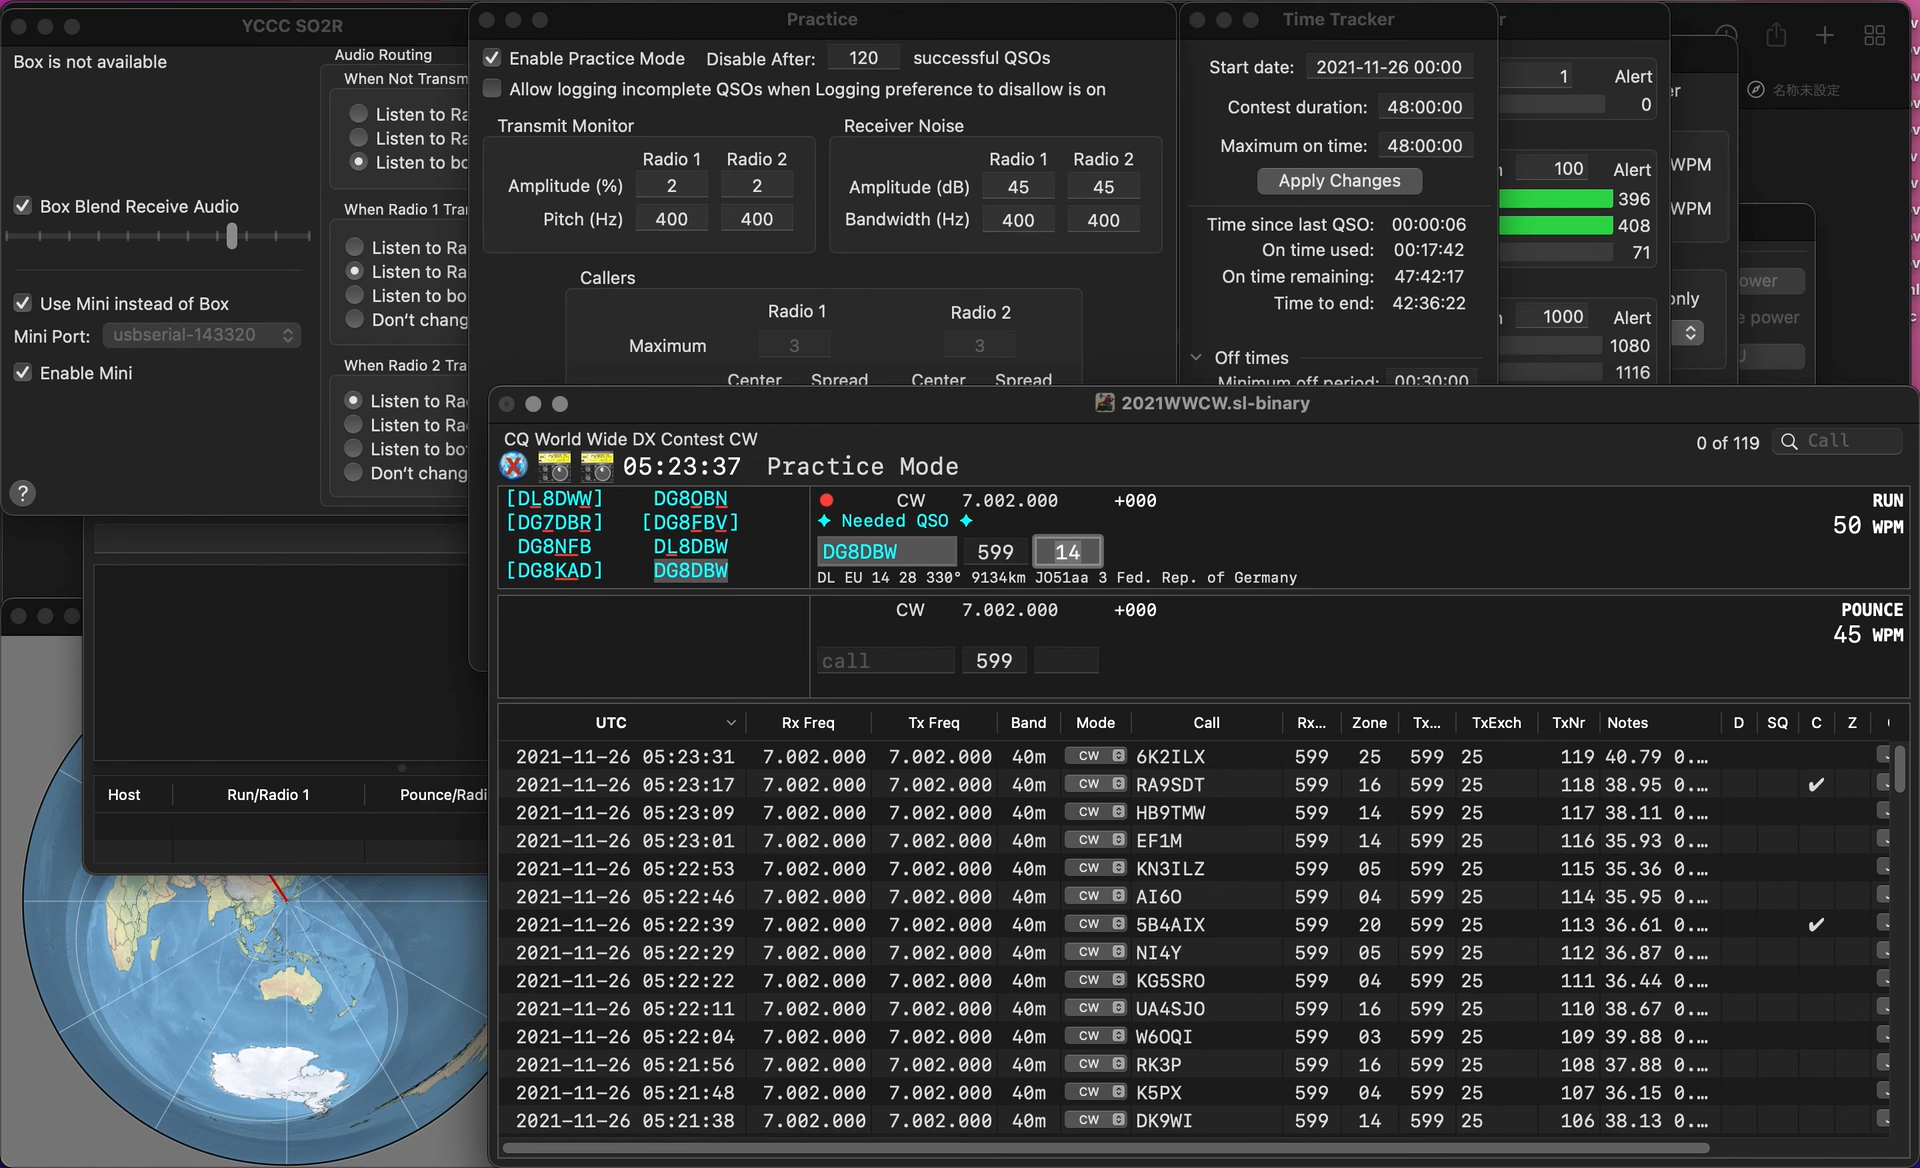 YCCC SO2R
Box is not available
Box Blend Receive Audio
Use Mini instead of Box
Mini Port: usbserial-143320
Enable Mini
?
Audio Routing
When Not Transm
Listen to Ra
Listen to Ra
Listen to bo
When Radio 1 Tra
Listen to Ra
Listen to Ra
Listen to bo
Don't chang
When Radio 2 Tra
Listen to Ra
Listen to Ra
Listen to bo
Don't chang
Practice
Enable Practice Mode Disable After: 120 successful QSOs
Allow logging incomplete QSOs when Logging preference to disallow is on
Transmit Monitor
Radio 1 Radio 2
Amplitude (%) 2 2
Pitch (Hz) 400 400
Receiver Noise
Radio 1 Radio 2
Amplitude (dB) 45 45
Bandwidth (Hz) 400 400
Callers
Radio 1 Radio 2
Maximum 3 3
Center Spread Center Spread
Time Tracker
Start date: 2021-11-26 00:00
Contest duration: 48:00:00
Maximum on time: 48:00:00
Apply Changes
Time since last QSO: 00:00:06
On time used: 00:17:42
On time remaining: 47:42:17
Time to end: 42:36:22
Off times
Minimum off period: 00:30:00
r
1 Alert
0
100 Alert
396
408
71
1000 Alert
1080
1116
er
WPM
WPM
only
ower
e power
名称未設定
2021WWCW.sl-binary
CQ World Wide DX Contest CW
0 of 119 Call
05:23:37 Practice Mode
[DL8DWW] DG8OBN
[DG7DBR] [DG8FBV]
DG8NFB DL8DBW
[DG8KAD] DG8DBW
CW 7.002.000 +000
RUN
Needed QSO
50 WPM
DG8DBW 599 14
DL EU 14 28 330° 9134km JO51aa 3 Fed. Rep. of Germany
CW 7.002.000 +000
POUNCE
45 WPM
call 599
UTC Rx Freq Tx Freq Band Mode Call Rx... Zone Tx... TxExch TxNr Notes D SQ C Z
2021-11-26 05:23:31 7.002.000 7.002.000 40m CW 6K2ILX 599 25 599 25 119 40.79 0.…
2021-11-26 05:23:17 7.002.000 7.002.000 40m CW RA9SDT 599 16 599 25 118 38.95 0.… ✔
2021-11-26 05:23:09 7.002.000 7.002.000 40m CW HB9TMW 599 14 599 25 117 38.11 0.…
2021-11-26 05:23:01 7.002.000 7.002.000 40m CW EF1M 599 14 599 25 116 35.93 0.…
2021-11-26 05:22:53 7.002.000 7.002.000 40m CW KN3ILZ 599 05 599 25 115 35.36 0.…
2021-11-26 05:22:46 7.002.000 7.002.000 40m CW AI6O 599 04 599 25 114 35.95 0.…
2021-11-26 05:22:39 7.002.000 7.002.000 40m CW 5B4AIX 599 20 599 25 113 36.61 0.… ✔
2021-11-26 05:22:29 7.002.000 7.002.000 40m CW NI4Y 599 05 599 25 112 36.87 0.…
2021-11-26 05:22:22 7.002.000 7.002.000 40m CW KG5SRO 599 04 599 25 111 36.44 0.…
2021-11-26 05:22:11 7.002.000 7.002.000 40m CW UA4SJO 599 16 599 25 110 38.67 0.…
2021-11-26 05:22:04 7.002.000 7.002.000 40m CW W6OQI 599 03 599 25 109 39.88 0.…
2021-11-26 05:21:56 7.002.000 7.002.000 40m CW RK3P 599 16 599 25 108 37.88 0.…
2021-11-26 05:21:48 7.002.000 7.002.000 40m CW K5PX 599 04 599 25 107 36.15 0.…
2021-11-26 05:21:38 7.002.000 7.002.000 40m CW DK9WI 599 14 599 25 106 38.13 0.…
Host Run/Radio 1 Pounce/Radi